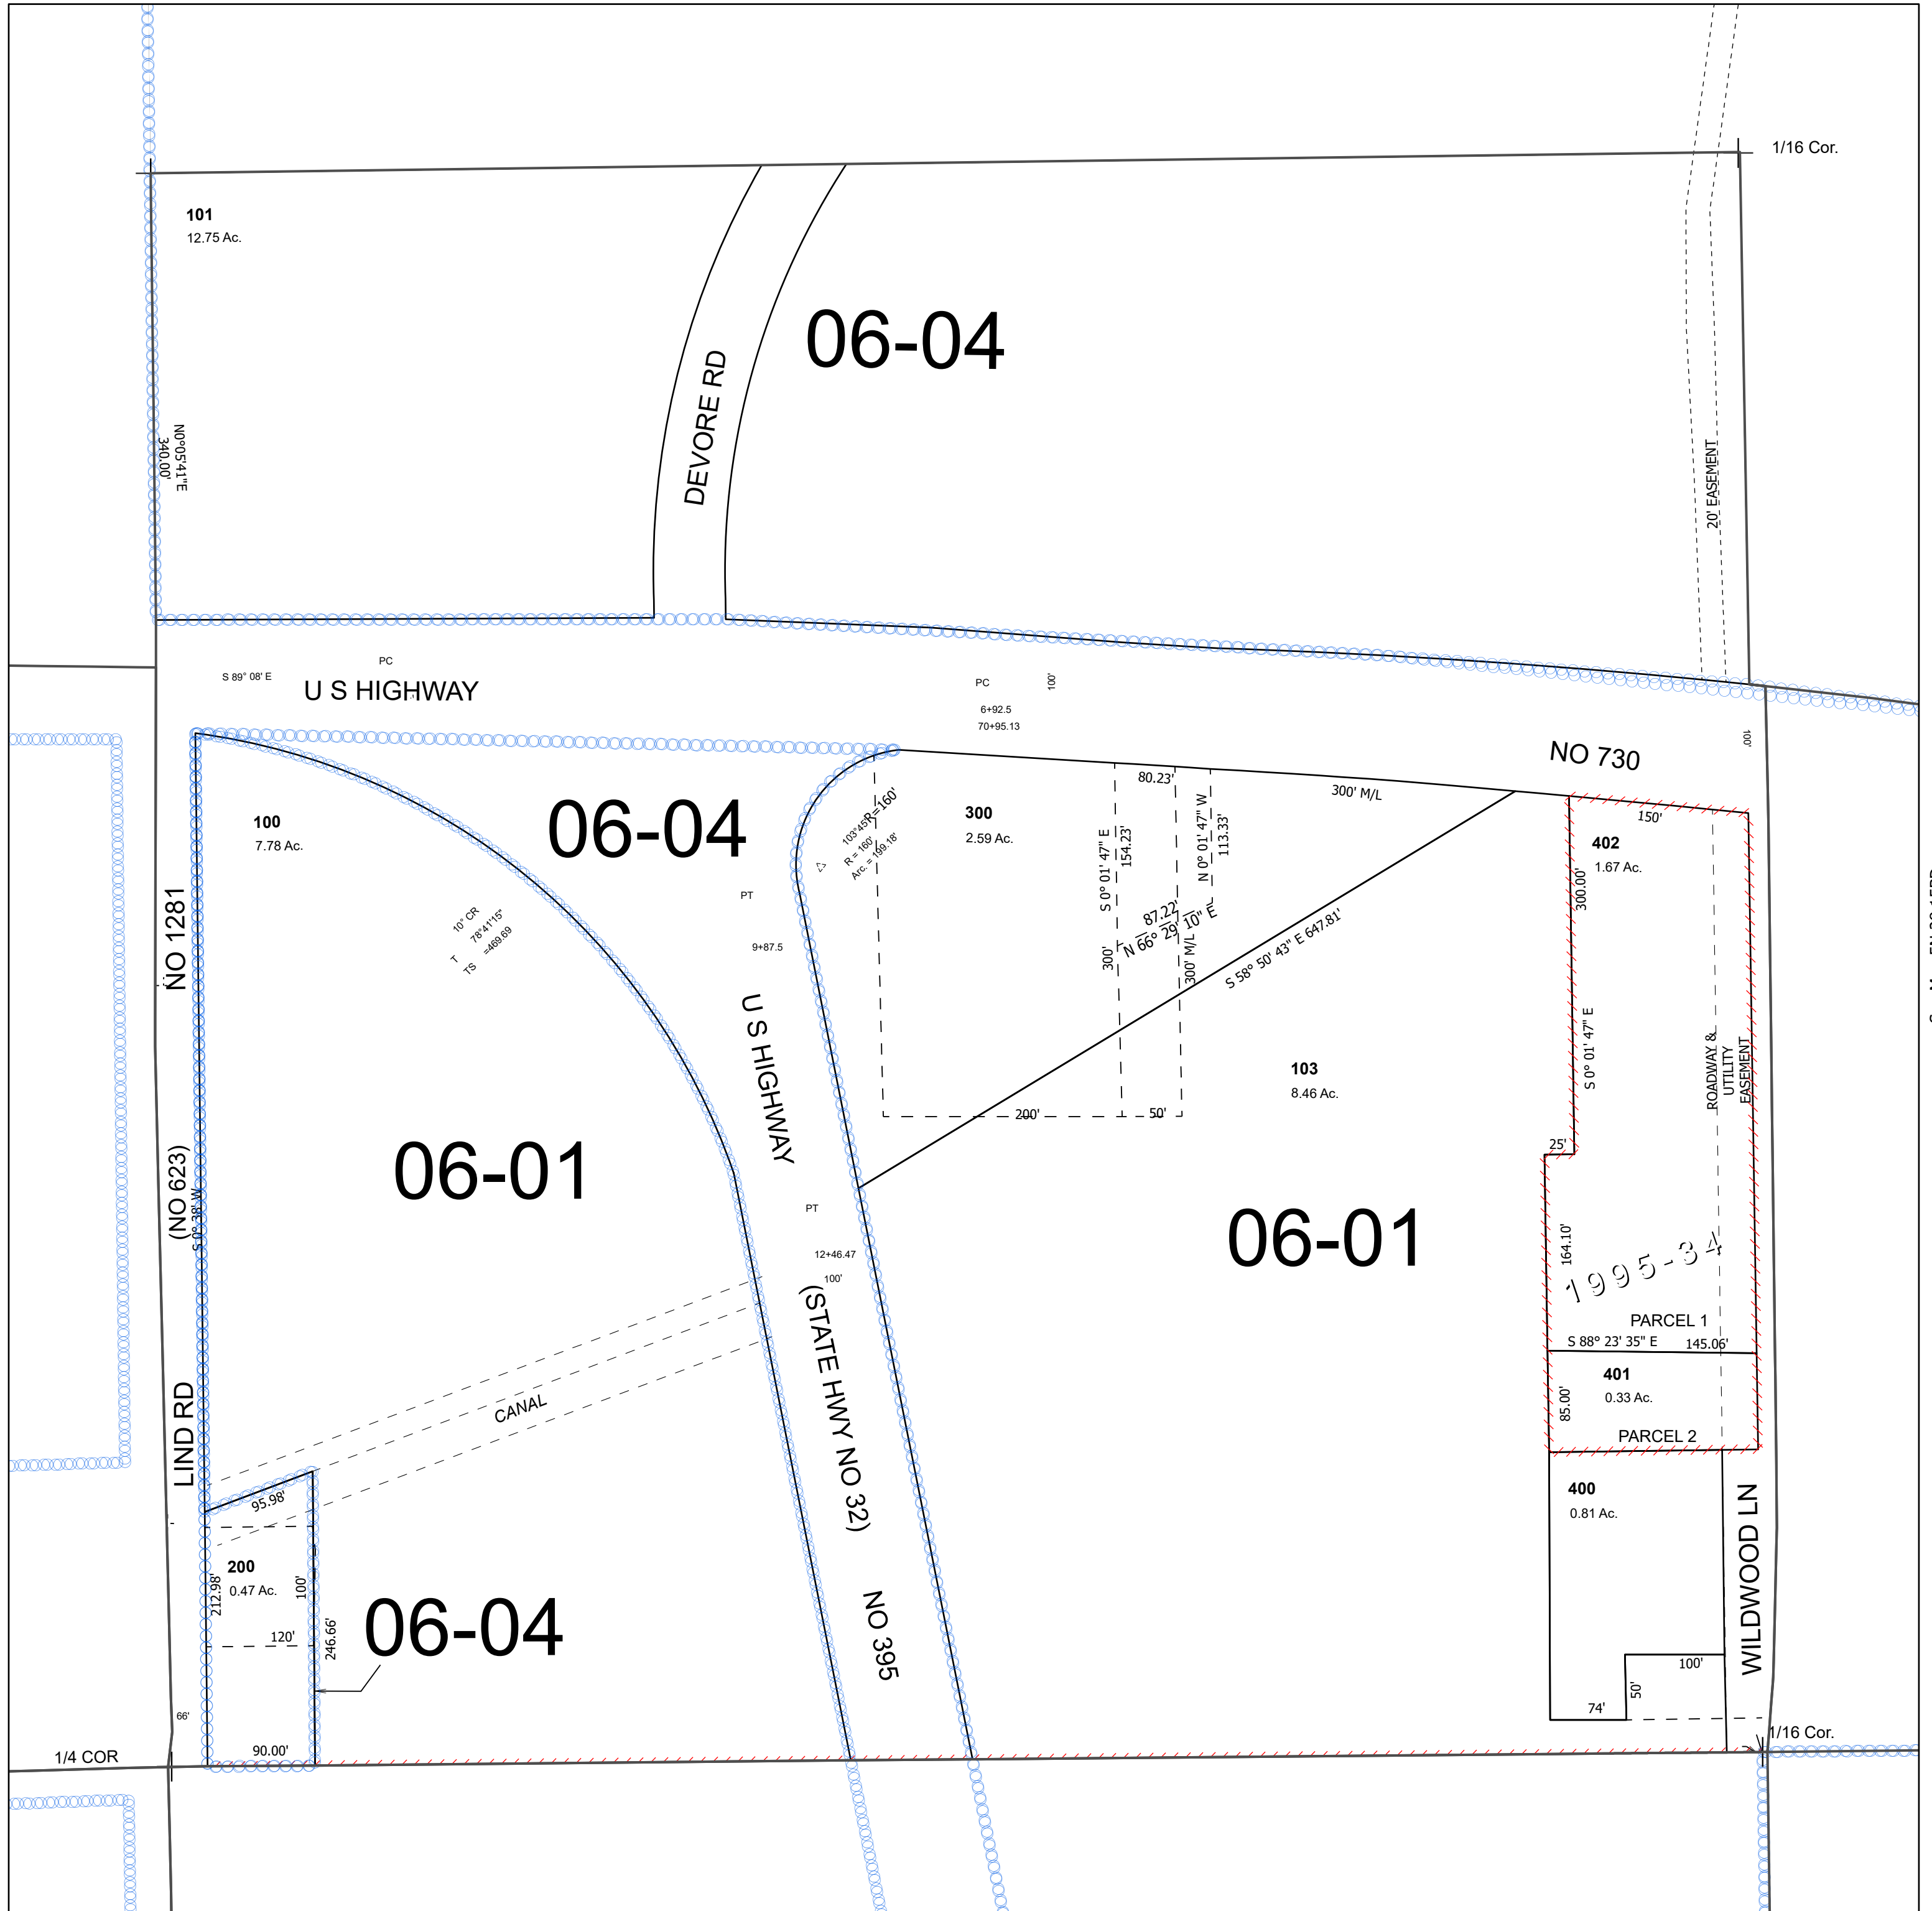 1/16 Cor.
101
12.75 Ac.
06-04
DEVORE RD
N0°05'41"E
340.00'
20' EASEMENT
PC
S 89° 08' E
U S HIGHWAY
PC
100'
6+92.5
70+95.13
100'
NO 730
80.23'
300' M/L
150'
100
7.78 Ac.
06-04
103°45'
R=160'
R = 160'
Arc. = 199.18'
300
2.59 Ac.
S 0° 01' 47" E
154.23'
N 0° 01' 47" W
113.33'
402
1.67 Ac.
300.00'
NO 1281
10° CR
78°41'15"
T
TS =469.69
PT
9+87.5
87.22'
N 66° 29' 10" E
300'
300' M/L
S 58° 50' 43" E 647.81'
U S HIGHWAY
S 0° 01' 47" E
103
8.46 Ac.
ROADWAY &
UTILITY
EASEMENT
200'
50'
25'
06-01
(NO 623)
S 0° 38' W
PT
12+46.47
100'
06-01
164.10'
1995-34
PARCEL 1
S 88° 23' 35" E
145.06'
(STATE HWY NO 32)
CANAL
LIND RD
401
0.33 Ac.
85.00'
PARCEL 2
95.98'
400
0.81 Ac.
WILDWOOD LN
200
0.47 Ac.
212.98'
100'
120'
246.66'
06-04
NO 395
100'
50'
74'
66'
1/4 COR
90.00'
1/16 Cor.